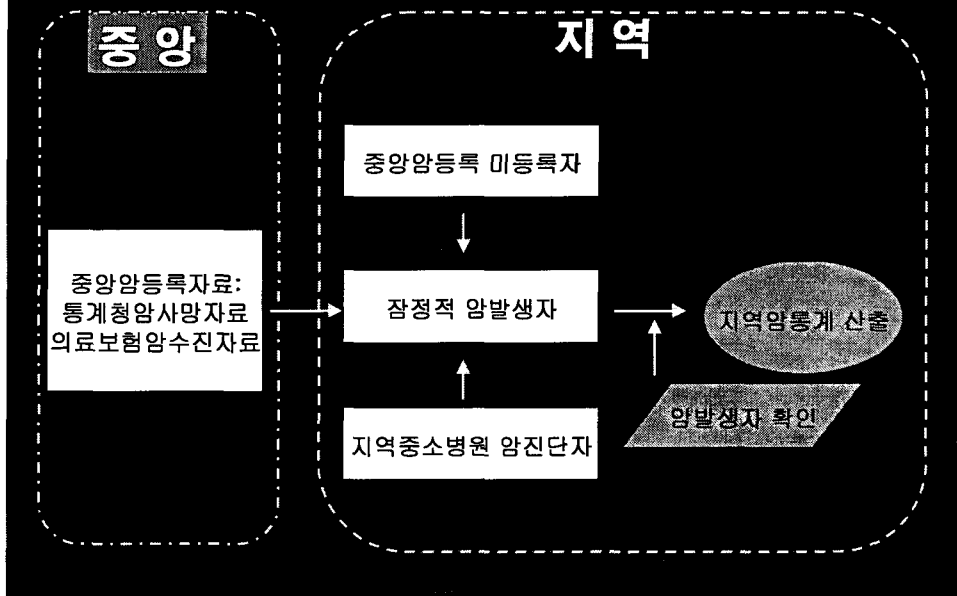 중앙
지역
중앙암등록 미등록자
중앙암등록자료:
통계청암사망자료
의료보험암수진자료
잠정적 암발생자
지역암통계 산출
암발생자 확인
지역중소병원 암진단자